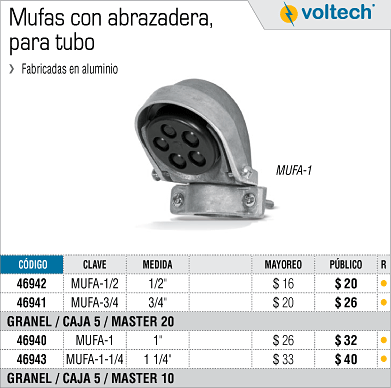 Mufas con abrazadera,
para tubo
voltech®
❯ Fabricadas en aluminio
MUFA-1
CÓDIGO CLAVE MEDIDA MAYOREO PÚBLICO R
46942 MUFA-1/2 1/2" $ 16 $ 20
46941 MUFA-3/4 3/4" $ 20 $ 26
GRANEL / CAJA 5 / MASTER 20
46940 MUFA-1 1" $ 26 $ 32
46943 MUFA-1-1/4 1 1/4" $ 33 $ 40
GRANEL / CAJA 5 / MASTER 10